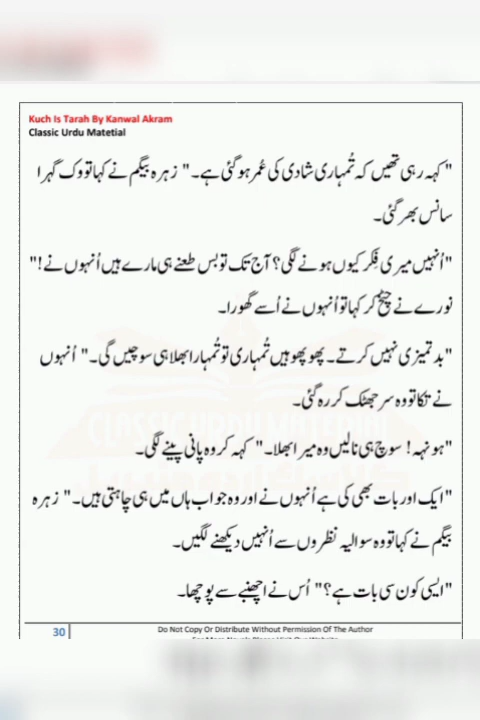 Kuch Is Tarah By Kanwal Akram
Classic Urdu Matetial
"کہہ رہی تھیں کہ تُمہاری شادی کی عُمر ہو گئی ہے۔" زہرہ بیگم نے کہا تو وک گہرا
سانس بھر گئی۔
"اُنہیں میری فِکر کیوں ہونے لگی؟ آج تک تو بس طعنے ہی مارے ہیں اُنہوں نے!"
نورے نے چیخ کر کہا تو اُنہوں نے اُسے گھورا۔
"بدتمیزی نہیں کرتے۔ پھوپھو ہیں تُمہاری تو تُمہارا بھلا ہی سوچیں گی۔" اُنہوں
نے تکا تو وہ سر جھٹک کر رہ گئی۔
"ہونہہ! سوچ ہی نا لیں وہ میرا بھلا۔" کہہ کر وہ پانی پینے لگی۔
"ایک اور بات بھی کی ہے اُنہوں نے اور وہ جواب ہاں میں ہی چاہتی ہیں۔" زہرہ
بیگم نے کہا تو وہ سوالیہ نظروں سے اُنہیں دیکھنے لگیں۔
"ایسی کون سی بات ہے؟" اُس نے اچھنبے سے پوچھا۔
30
Do Not Copy Or Distribute Without Permission Of The Author